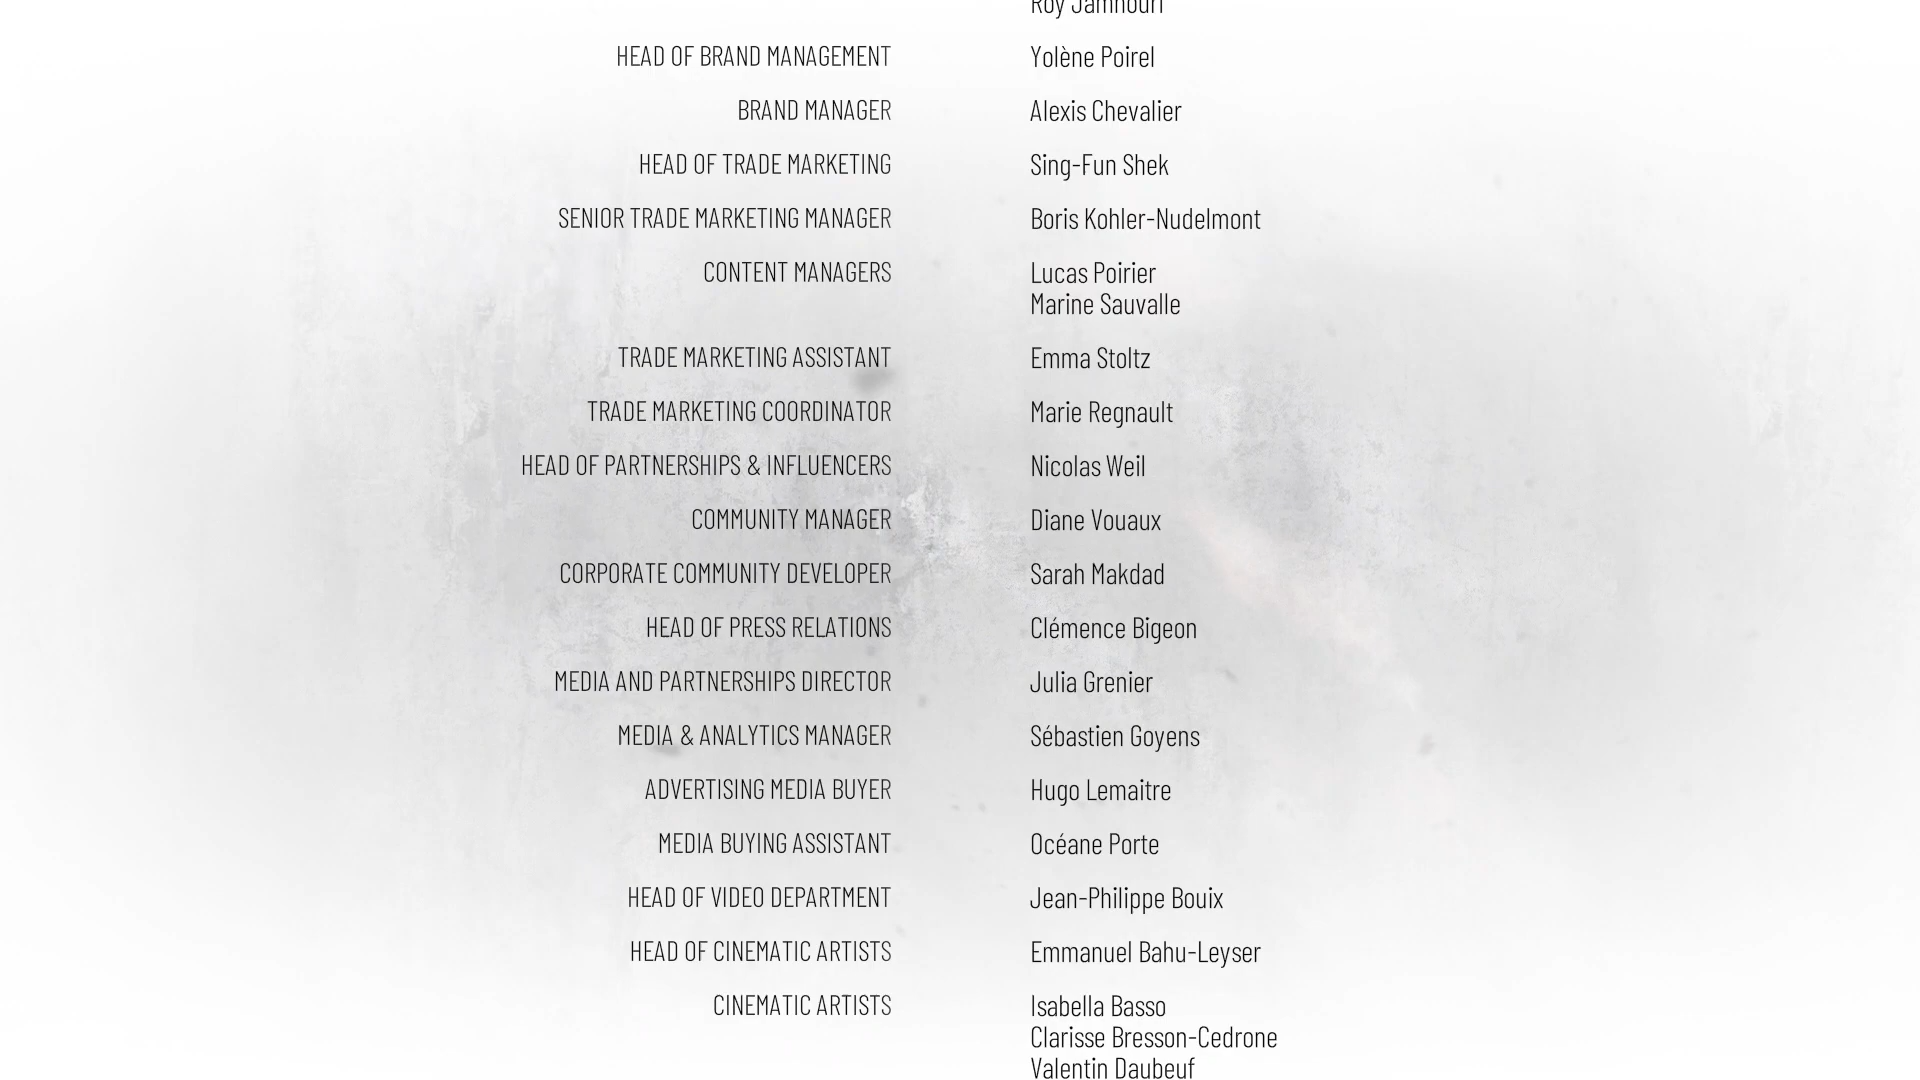 Roy Jamhouri
HEAD OF BRAND MANAGEMENT Yolène Poirel
BRAND MANAGER Alexis Chevalier
HEAD OF TRADE MARKETING Sing-Fun Shek
SENIOR TRADE MARKETING MANAGER Boris Kohler-Nudelmont
CONTENT MANAGERS Lucas Poirier
Marine Sauvalle
TRADE MARKETING ASSISTANT Emma Stoltz
TRADE MARKETING COORDINATOR Marie Regnault
HEAD OF PARTNERSHIPS & INFLUENCERS Nicolas Weil
COMMUNITY MANAGER Diane Vouaux
CORPORATE COMMUNITY DEVELOPER Sarah Makdad
HEAD OF PRESS RELATIONS Clémence Bigeon
MEDIA AND PARTNERSHIPS DIRECTOR Julia Grenier
MEDIA & ANALYTICS MANAGER Sébastien Goyens
ADVERTISING MEDIA BUYER Hugo Lemaitre
MEDIA BUYING ASSISTANT Océane Porte
HEAD OF VIDEO DEPARTMENT Jean-Philippe Bouix
HEAD OF CINEMATIC ARTISTS Emmanuel Bahu-Leyser
CINEMATIC ARTISTS Isabella Basso
Clarisse Bresson-Cedrone
Valentin Daubeuf